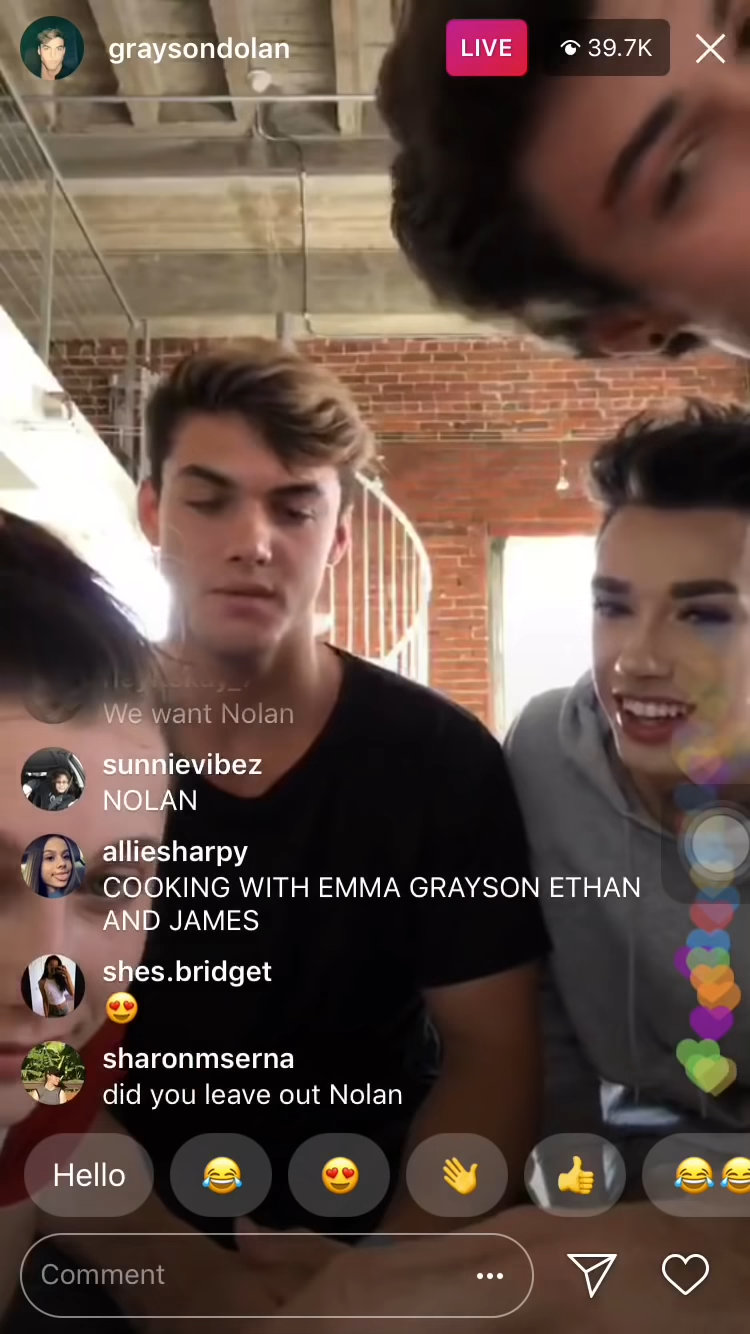 graysondolan LIVE 39.7K
We want Nolan
sunnievibez
NOLAN
alliesharpy
COOKING WITH EMMA GRAYSON ETHAN
AND JAMES
shes.bridget
😍
sharonmserna
did you leave out Nolan
Hello 😂 😍 👋 👍 😂😂
Comment